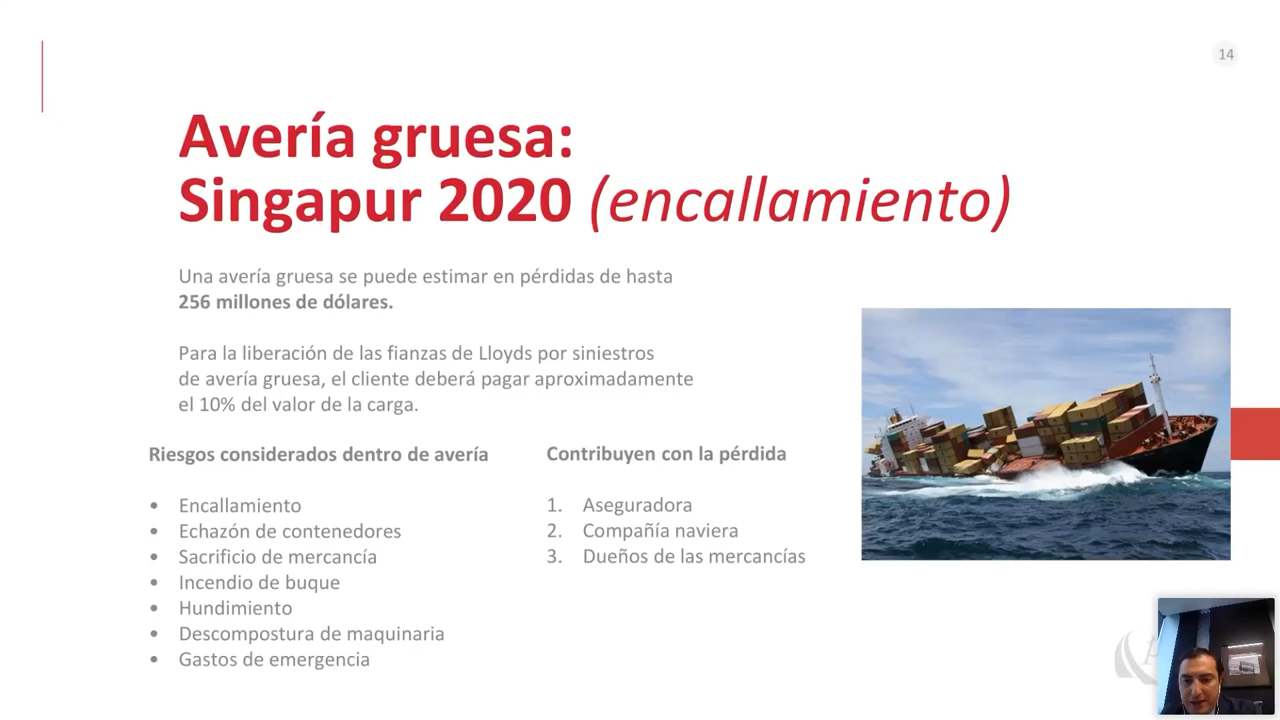 14
Avería gruesa:
Singapur 2020 (encallamiento)
Una avería gruesa se puede estimar en pérdidas de hasta
256 millones de dólares.
Para la liberación de las fianzas de Lloyds por siniestros
de avería gruesa, el cliente deberá pagar aproximadamente
el 10% del valor de la carga.
Riesgos considerados dentro de avería
• Encallamiento
• Echazón de contenedores
• Sacrificio de mercancía
• Incendio de buque
• Hundimiento
• Descompostura de maquinaria
• Gastos de emergencia
Contribuyen con la pérdida
1. Aseguradora
2. Compañía naviera
3. Dueños de las mercancías